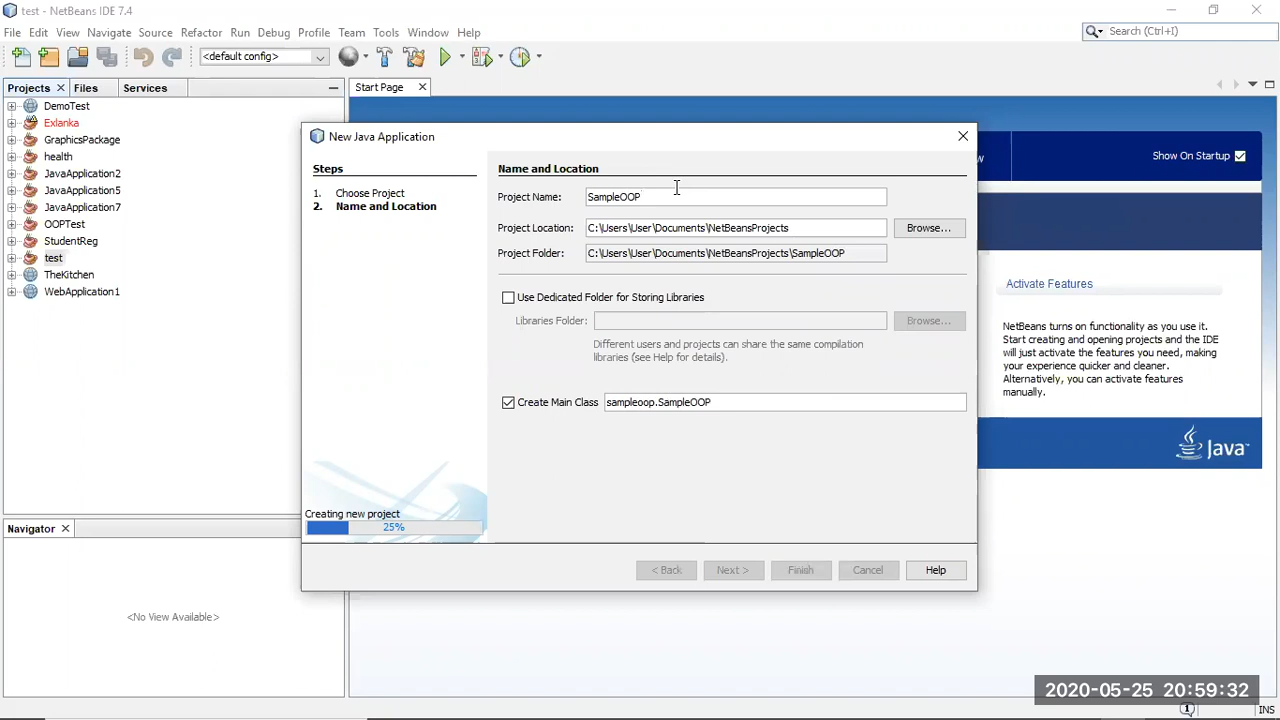 test - NetBeans IDE 7.4
File Edit View Navigate Source Refactor Run Debug Profile Team Tools Window Help
Search (Ctrl+I)
<default config>
Projects Files Services
Start Page
DemoTest
Exlanka
GraphicsPackage
health
JavaApplication2
JavaApplication5
JavaApplication7
OOPTest
StudentReg
test
TheKitchen
WebApplication1
New Java Application
Steps
1. Choose Project
2. Name and Location
Name and Location
Project Name: SampleOOP
Project Location: C:\Users\User\Documents\NetBeansProjects Browse...
Project Folder: C:\Users\User\Documents\NetBeansProjects\SampleOOP
Use Dedicated Folder for Storing Libraries
Libraries Folder: Browse...
Different users and projects can share the same compilation
libraries (see Help for details).
Create Main Class sampleoop.SampleOOP
Creating new project
25%
< Back Next > Finish Cancel Help
Show On Startup
Activate Features
NetBeans turns on functionality as you use it.
Start creating and opening projects and the IDE
will just activate the features you need, making
your experience quicker and cleaner.
Alternatively, you can activate features
manually.
Java
Navigator
<No View Available>
2020-05-25 20:59:32
1 INS